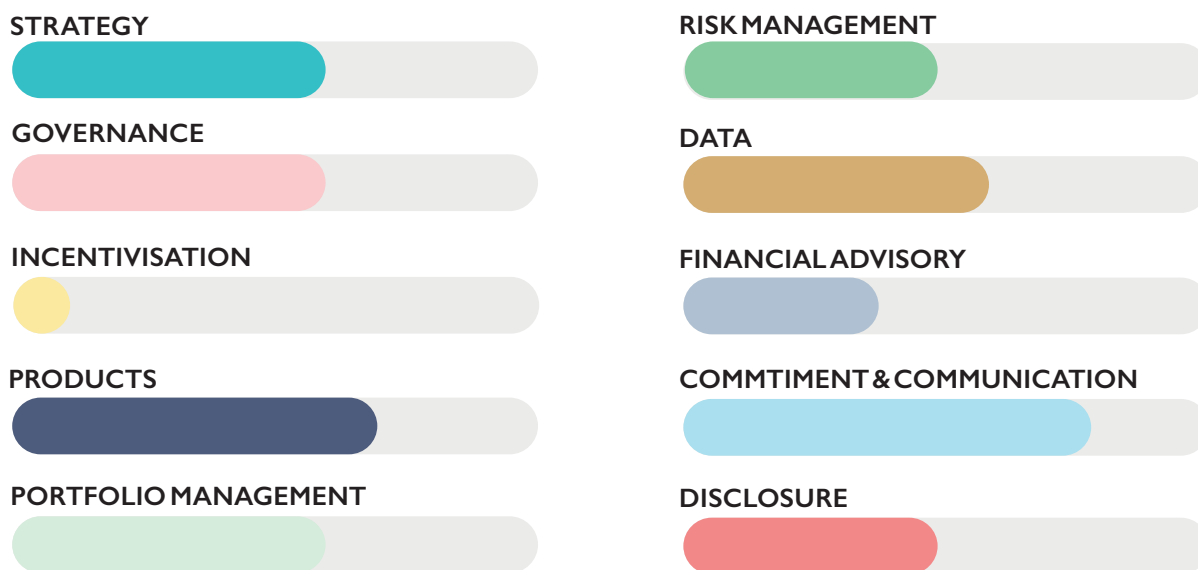 STRATEGY
GOVERNANCE
INCENTIVISATION
PRODUCTS
PORTFOLIO MANAGEMENT
RISK MANAGEMENT
DATA
FINANCIAL ADVISORY
COMMTIMENT & COMMUNICATION
DISCLOSURE